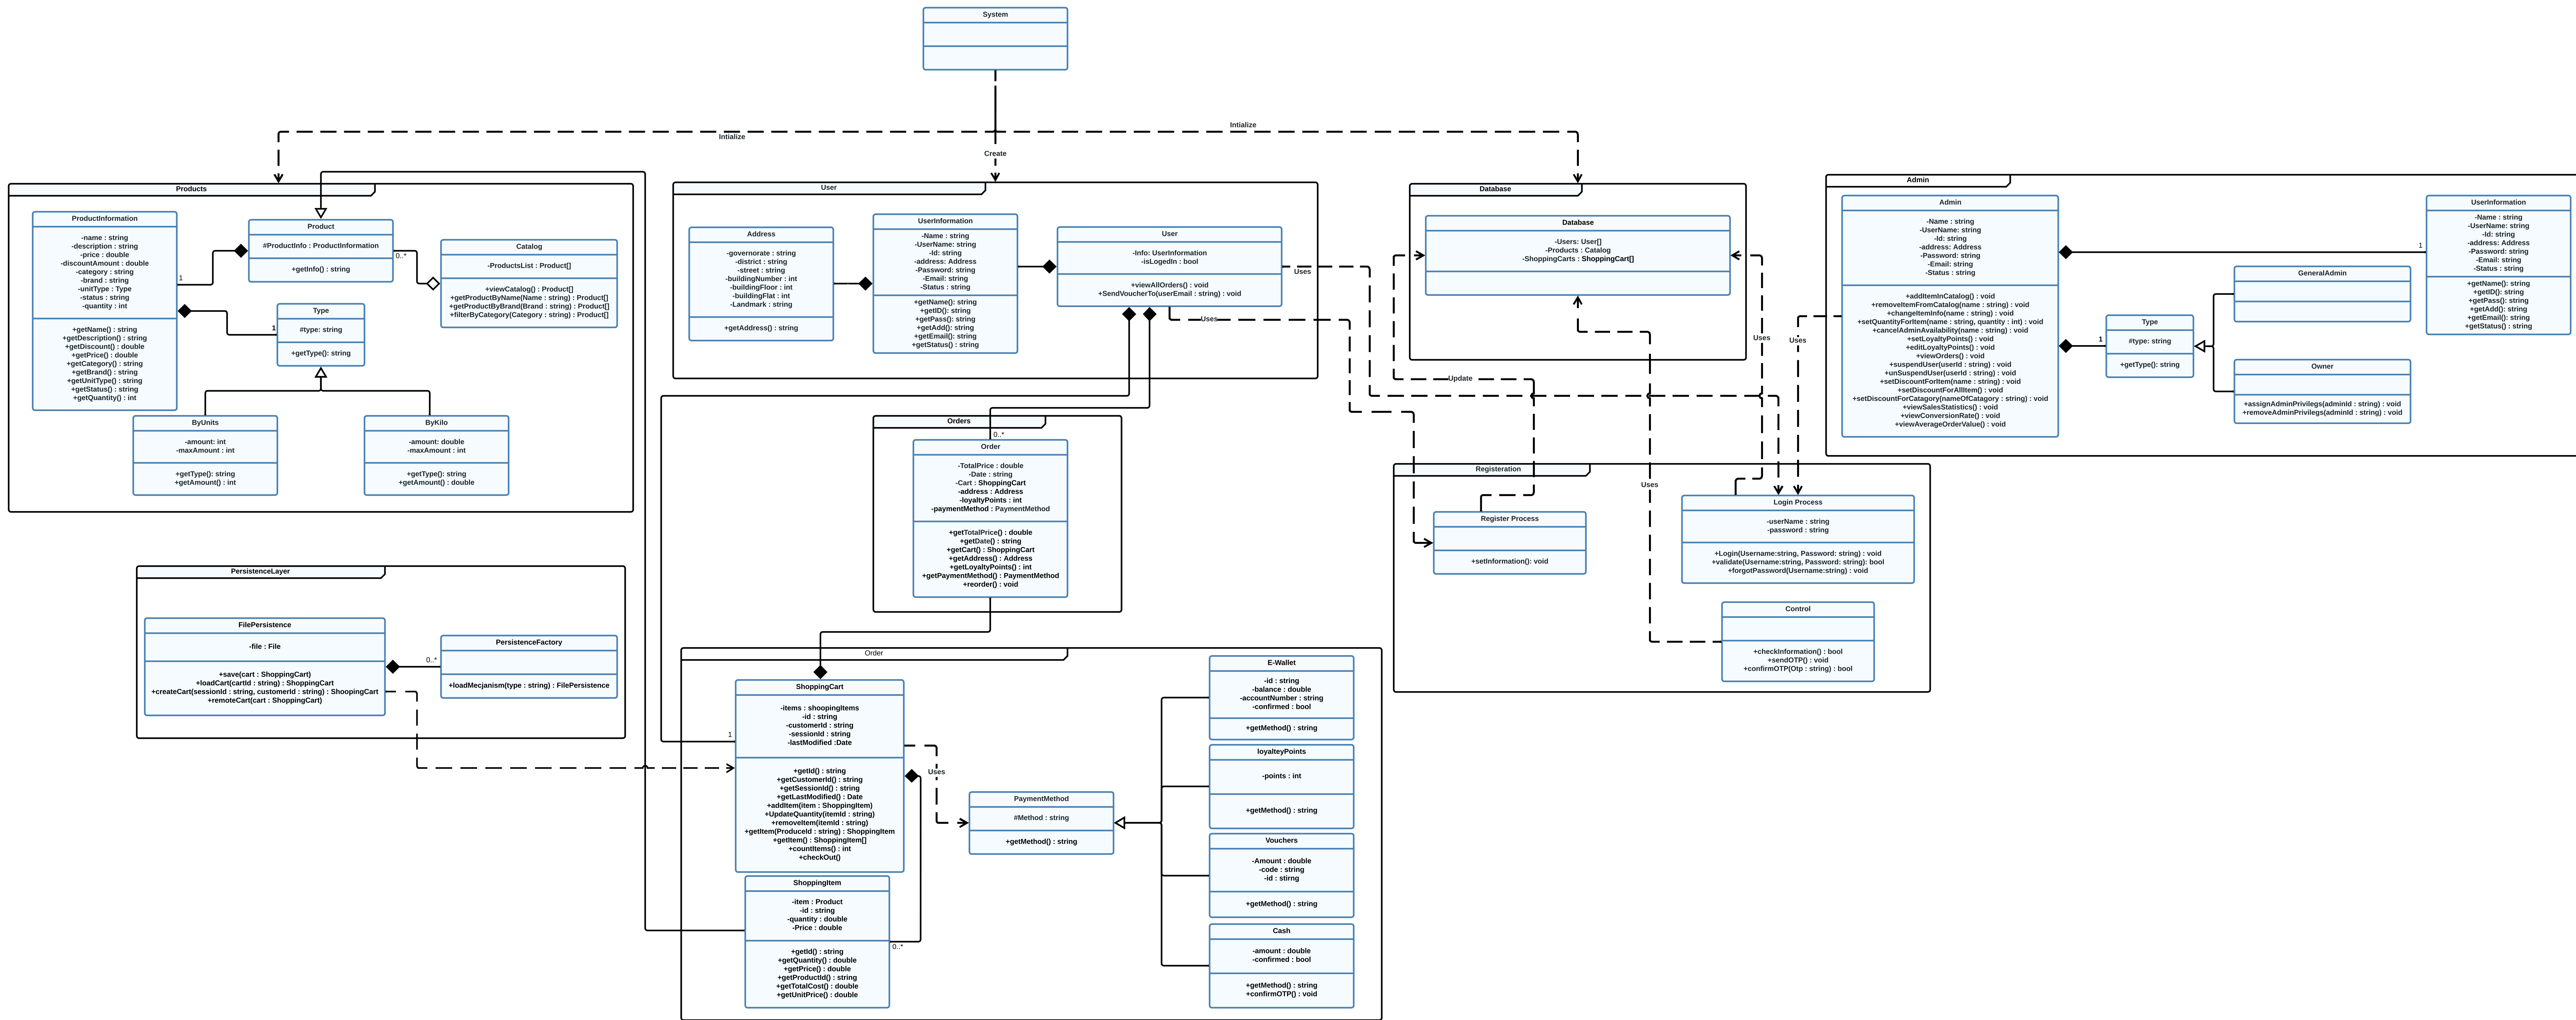 System
Intialize
Intialize
Create
Products
ProductInformation
-name : string
-description : string
-price : double
-discountAmount : double
-category : string
-brand : string
-unitType : Type
-status : string
-quantity : int
+getName() : string
+getDescription() : string
+getDiscount() : double
+getPrice() : double
+getCategory() : string
+getBrand() : string
+getUnitType() : string
+getStatus() : string
+getQuantity() : int
1
1
Product
#ProductInfo : ProductInformation
+getInfo() : string
0..*
Catalog
-ProductsList : Product[]
+viewCatalog() : Product[]
+getProductByName(Name : string) : Product[]
+getProductByBrand(Brand : string) : Product[]
+filterByCategory(Category : string) : Product[]
Type
#type: string
+getType(): string
ByUnits
-amount: int
-maxAmount : int
+getType(): string
+getAmount() : int
ByKilo
-amount: double
-maxAmount : int
+getType(): string
+getAmount() : double
User
Address
-governorate : string
-district : string
-street : string
-buildingNumber : int
-buildingFloor : int
-buildingFlat : int
-Landmark : string
+getAddress() : string
UserInformation
-Name : string
-UserName: string
-Id: string
-address: Address
-Password: string
-Email: string
-Status : string
+getName(): string
+getID(): string
+getPass(): string
+getAdd(): string
+getEmail(): string
+getStatus() : string
User
-Info: UserInformation
-isLogedIn : bool
+viewAllOrders() : void
+SendVoucherTo(userEmail : string) : void
Uses
Uses
Database
Database
-Users: User[]
-Products : Catalog
-ShoppingCarts : ShoppingCart[]
Update
Uses
Uses
Uses
Admin
Admin
-Name : string
-UserName: string
-Id: string
-address: Address
-Password: string
-Email: string
-Status : string
+addItemInCatalog() : void
+removeItemFromCatalog(name : string) : void
+changeItemInfo(name : string) : void
+setQuantityForItem(name : string, quantity : int) : void
+cancelAdminAvailability(name : string) : void
+setLoyaltyPoints() : void
+editLoyaltyPoints() : void
+viewOrders() : void
+suspendUser(userId : string) : void
+unSuspendUser(userId : string) : void
+setDiscountForItem(name : string) : void
+setDiscountForAllItem() : void
+setDiscountForCatagory(nameOfCatagory : string) : void
+viewSalesStatistics() : void
+viewConversionRate() : void
+viewAverageOrderValue() : void
1
1
UserInformation
-Name : string
-UserName: string
-Id: string
-address: Address
-Password: string
-Email: string
-Status : string
+getName(): string
+getID(): string
+getPass(): string
+getAdd(): string
+getEmail(): string
+getStatus() : string
Type
#type: string
+getType(): string
GeneralAdmin
Owner
+assignAdminPrivilegs(adminId : string) : void
+removeAdminPrivilegs(adminId : string) : void
Orders
0..*
Order
-TotalPrice : double
-Date : string
-Cart : ShoppingCart
-address : Address
-loyaltyPoints : int
-paymentMethod : PaymentMethod
+getTotalPrice() : double
+getDate() : string
+getCart() : ShoppingCart
+getAddress() : Address
+getLoyaltyPoints() : int
+getPaymentMethod() : PaymentMethod
+reorder() : void
Registeration
Register Process
+setInformation(): void
Login Process
-userName : string
-password : string
+Login(Username:string, Password: string) : void
+validate(Username:string, Password: string): bool
+forgotPassword(Username:string) : void
Control
+checkInformation() : bool
+sendOTP() : void
+confirmOTP(Otp : string) : bool
PersistenceLayer
FilePersistence
-file : File
+save(cart : ShoppingCart)
+loadCart(cartId : string) : ShoppingCart
+createCart(sessionId : string, customerId : string) : ShoopingCart
+remoteCart(cart : ShoppingCart)
0..*
PersistenceFactory
+loadMecjanism(type : string) : FilePersistence
Order
1
ShoppingCart
-items : shoopingItems
-id : string
-customerId : string
-sessionId : string
-lastModified :Date
+getId() : string
+getCustomerId() : string
+getSessionId() : string
+getLastModified() : Date
+addItem(item : ShoppingItem)
+UpdateQuantity(itemId : string)
+removeItem(itemId : string)
+getItem(ProduceId : string) : ShoppingItem
+getItem() : ShoppingItem[]
+countItems() : int
+checkOut()
Uses
ShoppingItem
-item : Product
-id : string
-quantity : double
-Price : double
+getId() : string
+getQuantity() : double
+getPrice() : double
+getProductId() : string
+getTotalCost() : double
+getUnitPrice() : double
0..*
PaymentMethod
#Method : string
+getMethod() : string
E-Wallet
-id : string
-balance : double
-accountNumber : string
-confirmed : bool
+getMethod() : string
loyalteyPoints
-points : int
+getMethod() : string
Vouchers
-Amount : double
-code : string
-id : stirng
+getMethod() : string
Cash
-amount : double
-confirmed : bool
+getMethod() : string
+confirmOTP() : void